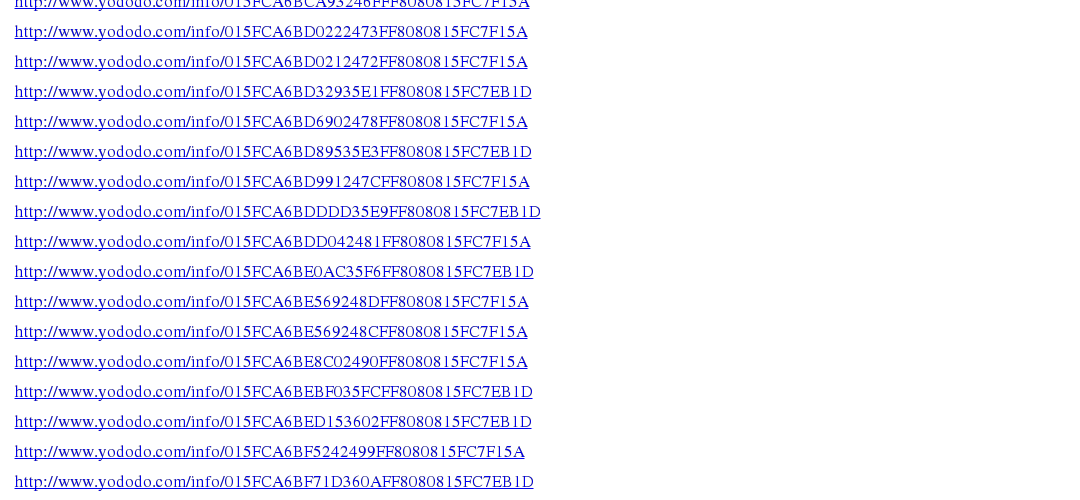 http://www.yododo.com/info/015FCA6BCA93246FFF8080815FC7F15A
http://www.yododo.com/info/015FCA6BD0222473FF8080815FC7F15A
http://www.yododo.com/info/015FCA6BD0212472FF8080815FC7F15A
http://www.yododo.com/info/015FCA6BD32935E1FF8080815FC7EB1D
http://www.yododo.com/info/015FCA6BD6902478FF8080815FC7F15A
http://www.yododo.com/info/015FCA6BD89535E3FF8080815FC7EB1D
http://www.yododo.com/info/015FCA6BD991247CFF8080815FC7F15A
http://www.yododo.com/info/015FCA6BDDDD35E9FF8080815FC7EB1D
http://www.yododo.com/info/015FCA6BDD042481FF8080815FC7F15A
http://www.yododo.com/info/015FCA6BE0AC35F6FF8080815FC7EB1D
http://www.yododo.com/info/015FCA6BE569248DFF8080815FC7F15A
http://www.yododo.com/info/015FCA6BE569248CFF8080815FC7F15A
http://www.yododo.com/info/015FCA6BE8C02490FF8080815FC7F15A
http://www.yododo.com/info/015FCA6BEBF035FCFF8080815FC7EB1D
http://www.yododo.com/info/015FCA6BED153602FF8080815FC7EB1D
http://www.yododo.com/info/015FCA6BF5242499FF8080815FC7F15A
http://www.yododo.com/info/015FCA6BF71D360AFF8080815FC7EB1D